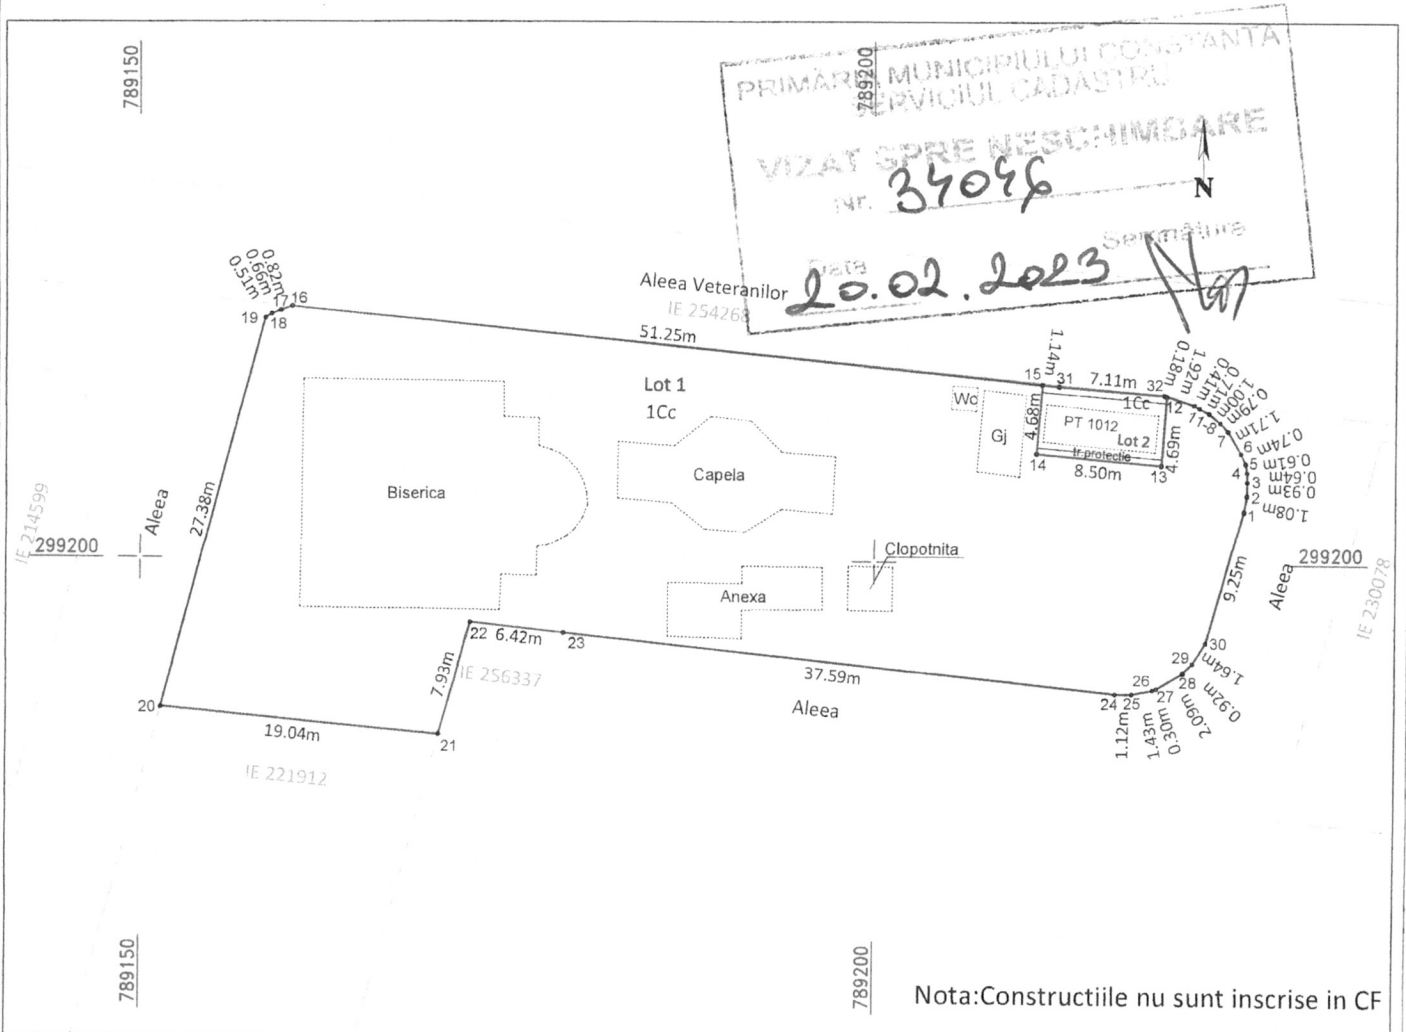 789150
789200
PRIMĂRIA MUNICIPIULUI CONSTANȚA
SERVICIUL CADASTRU
VIZAT SPRE NESCHIMBARE
Nr. 34046
N
Semnătura
Data 20.02.2023
0.82m
0.66m
0.51m
17 16
19 18
Aleea Veteranilor
IE 254268
51.25m
1.14m
15 31 7.11m 32
0.18m
1.92m
0.41m
0.71m
1.00m
0.79m
1.71m
0.74m
0.61m
0.64m
0.93m
1.08m
12
11-8
7
6
5
4
3
2
1
Lot 1
1Cc
Wc
Gj
4.68m
1Cc
PT 1012
Lot 2
tr protectie
4.69m
14 8.50m 13
Capela
Biserica
27.38m
Aleea
IE 214599
299200
Clopotnita
299200
Aleea
IE 230078
9.25m
Anexa
22 6.42m 23
7.93m
IE 256337
37.59m
Aleea
30
29
28
27
26
24 25
1.64m
0.92m
2.09m
0.30m
1.43m
1.12m
20
19.04m
21
IE 221912
789150
789200
Nota:Constructiile nu sunt inscrise in CF